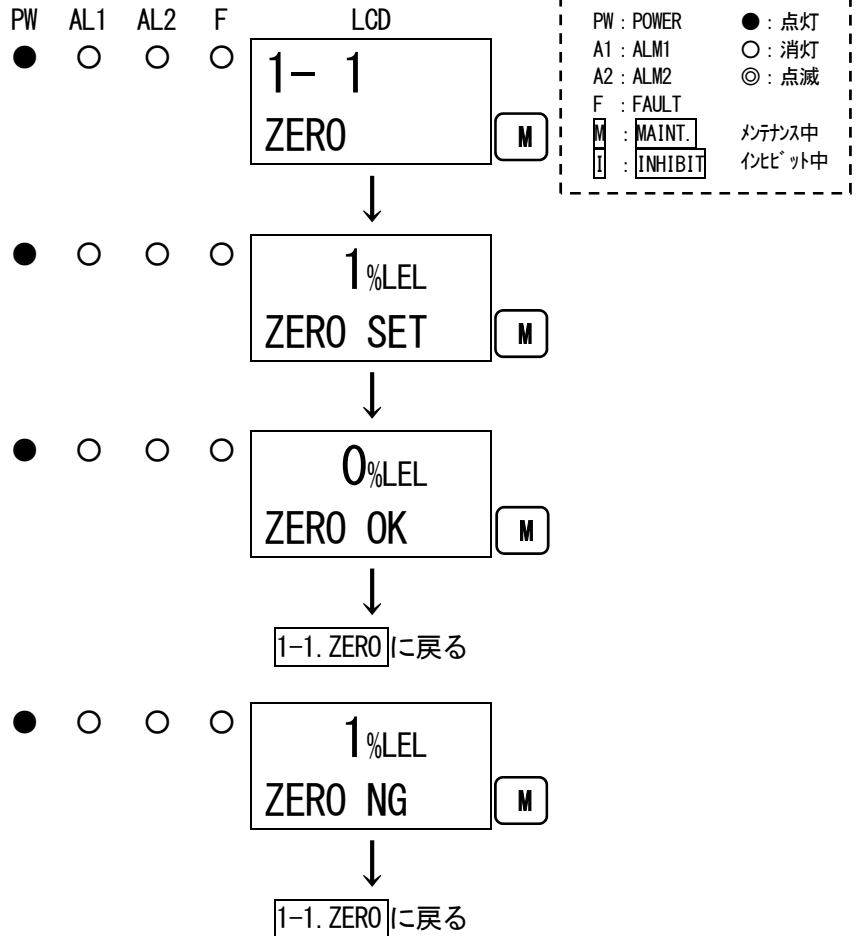 PW AL1 AL2 F LCD
● ○ ○ ○ 1- 1
ZERO M
↓
● ○ ○ ○ 1%LEL
ZERO SET M
↓
● ○ ○ ○ 0%LEL
ZERO OK M
↓
1-1.ZERO に戻る
● ○ ○ ○ 1%LEL
ZERO NG M
↓
1-1.ZERO に戻る
PW : POWER ● : 点灯
A1 : ALM1 ○ : 消灯
A2 : ALM2 ◎ : 点滅
F : FAULT
M : MAINT. メンテナンス中
I : INHIBIT インヒビット中